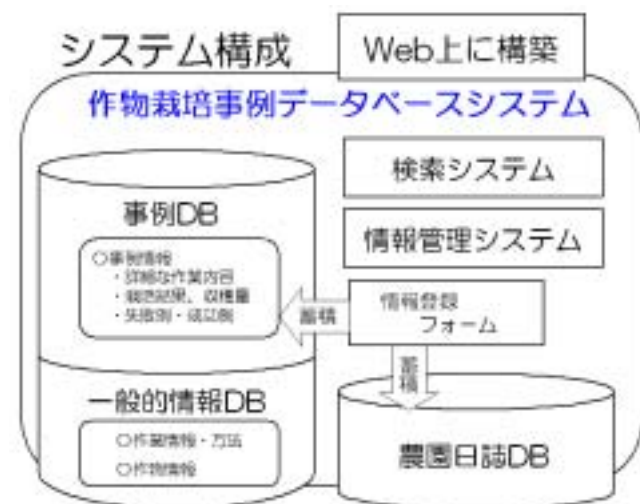 システム構成
Web上に構築
作物栽培事例データベースシステム
検索システム
事例DB
情報管理システム
○事例情報
・詳細な作業内容
・栽培結果、収穫量
・失敗例・成功例
蓄積
情報登録
フォーム
蓄積
一般的情報DB
○作業情報・方法
○作物情報
農園日誌DB